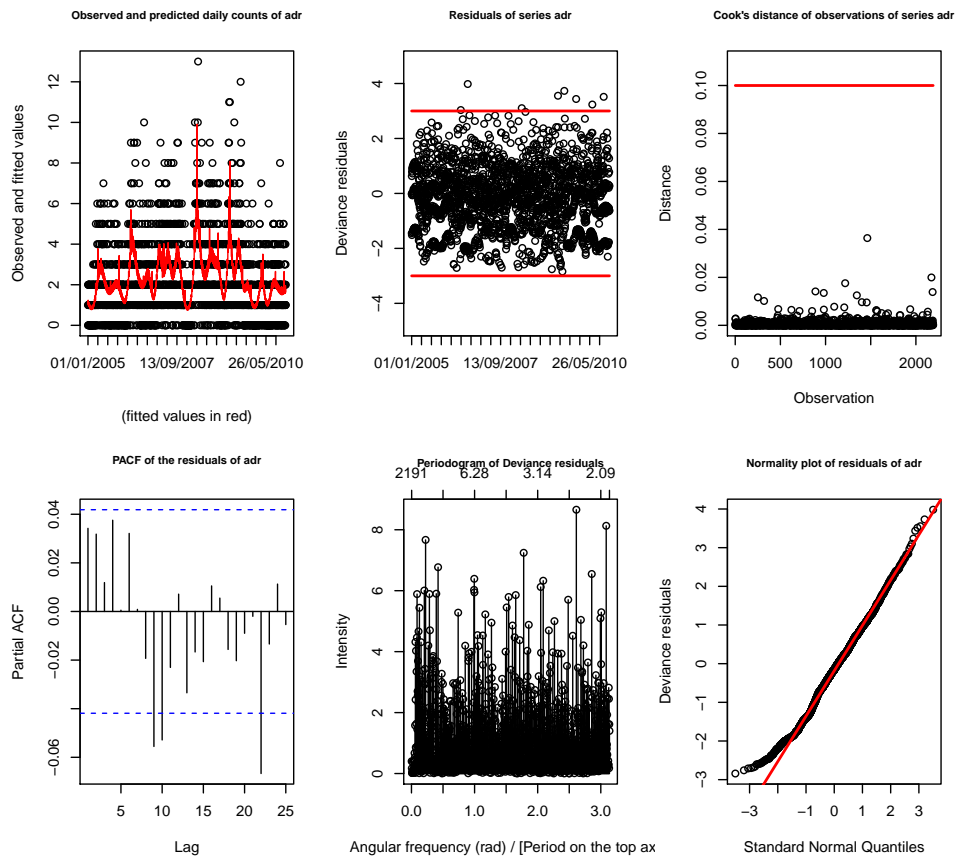 Observed and predicted daily counts of adr
Observed and fitted values
0 2 4 6 8 10 12
01/01/2005 13/09/2007 26/05/2010
(fitted values in red)
Residuals of series adr
Deviance residuals
−4 −2 0 2 4
01/01/2005 13/09/2007 26/05/2010
Cook's distance of observations of series adr
Distance
0.00 0.02 0.04 0.06 0.08 0.10
0 500 1000 2000
Observation
PACF of the residuals of adr
Partial ACF
−0.06 −0.02 0.00 0.02 0.04
5 10 15 20 25
Lag
Periodogram of Deviance residuals
2191 6.28 3.14 2.09
Intensity
0 2 4 6 8
0.0 1.0 2.0 3.0
Angular frequency (rad) / [Period on the top ax
Normality plot of residuals of adr
Deviance residuals
−3 −2 −1 0 1 2 3 4
−3 −2 −1 0 1 2 3
Standard Normal Quantiles